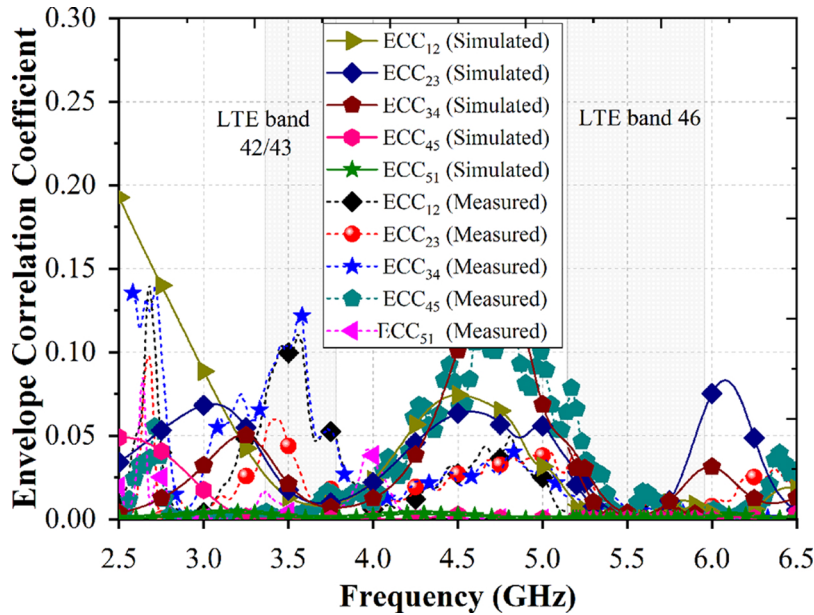 0.30
0.25
0.20
0.15
0.10
0.05
0.00
Envelope Correlation Coefficient
LTE band
42/43
LTE band 46
ECC12 (Simulated)
ECC23 (Simulated)
ECC34 (Simulated)
ECC45 (Simulated)
ECC51 (Simulated)
ECC12 (Measured)
ECC23 (Measured)
ECC34 (Measured)
ECC45 (Measured)
ECC51 (Measured)
2.5 3.0 3.5 4.0 4.5 5.0 5.5 6.0 6.5
Frequency (GHz)